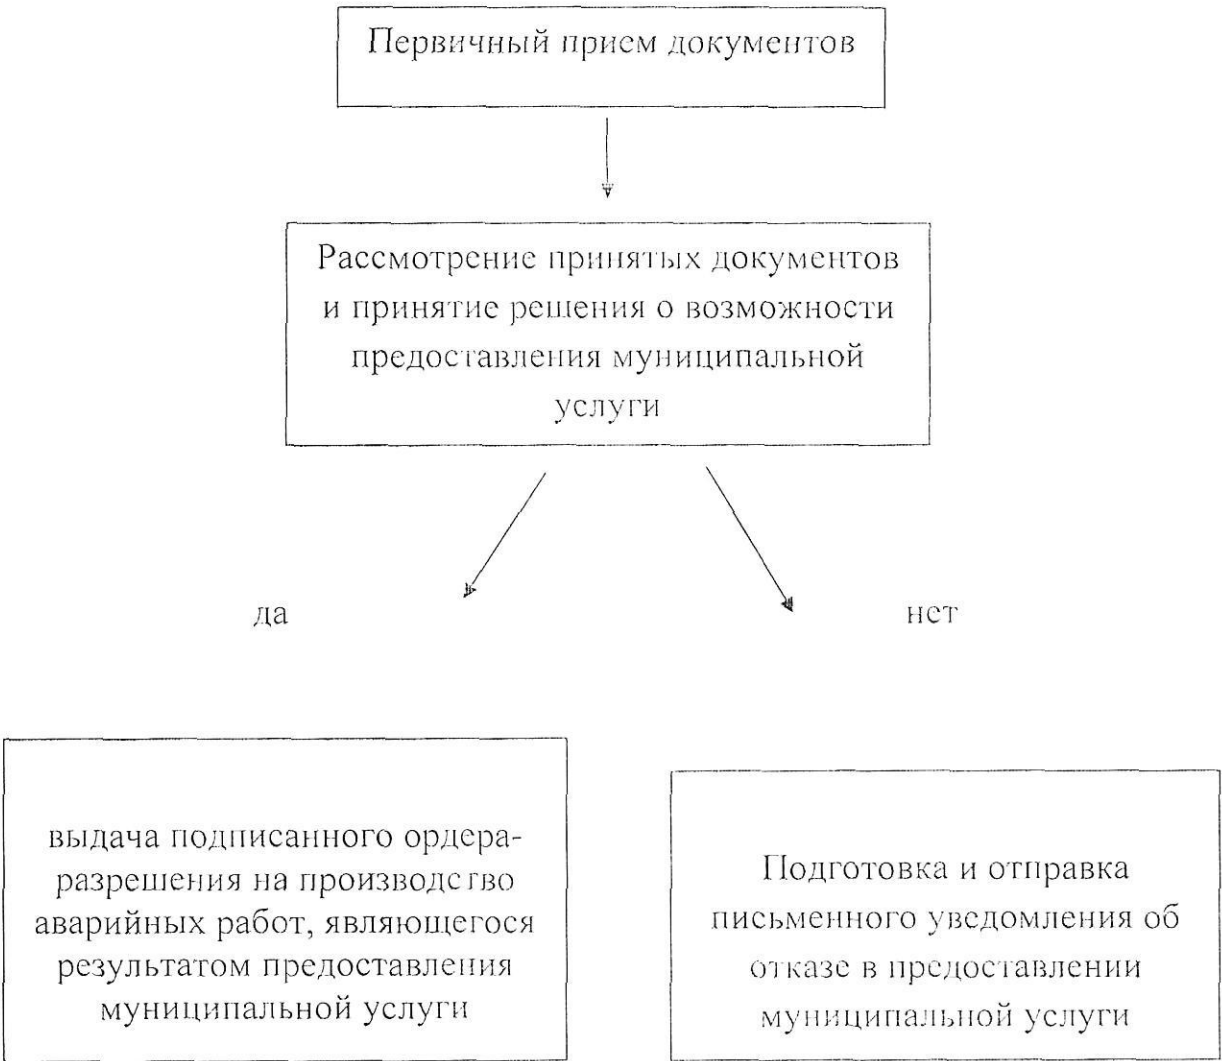 Первичный прием документов
Рассмотрение принятых документов
и принятие решения о возможности
предоставления муниципальной
услуги
да
нет
выдача подписанного ордера-
разрешения на производство
аварийных работ, являющегося
результатом предоставления
муниципальной услуги
Подготовка и отправка
письменного уведомления об
отказе в предоставлении
муниципальной услуги